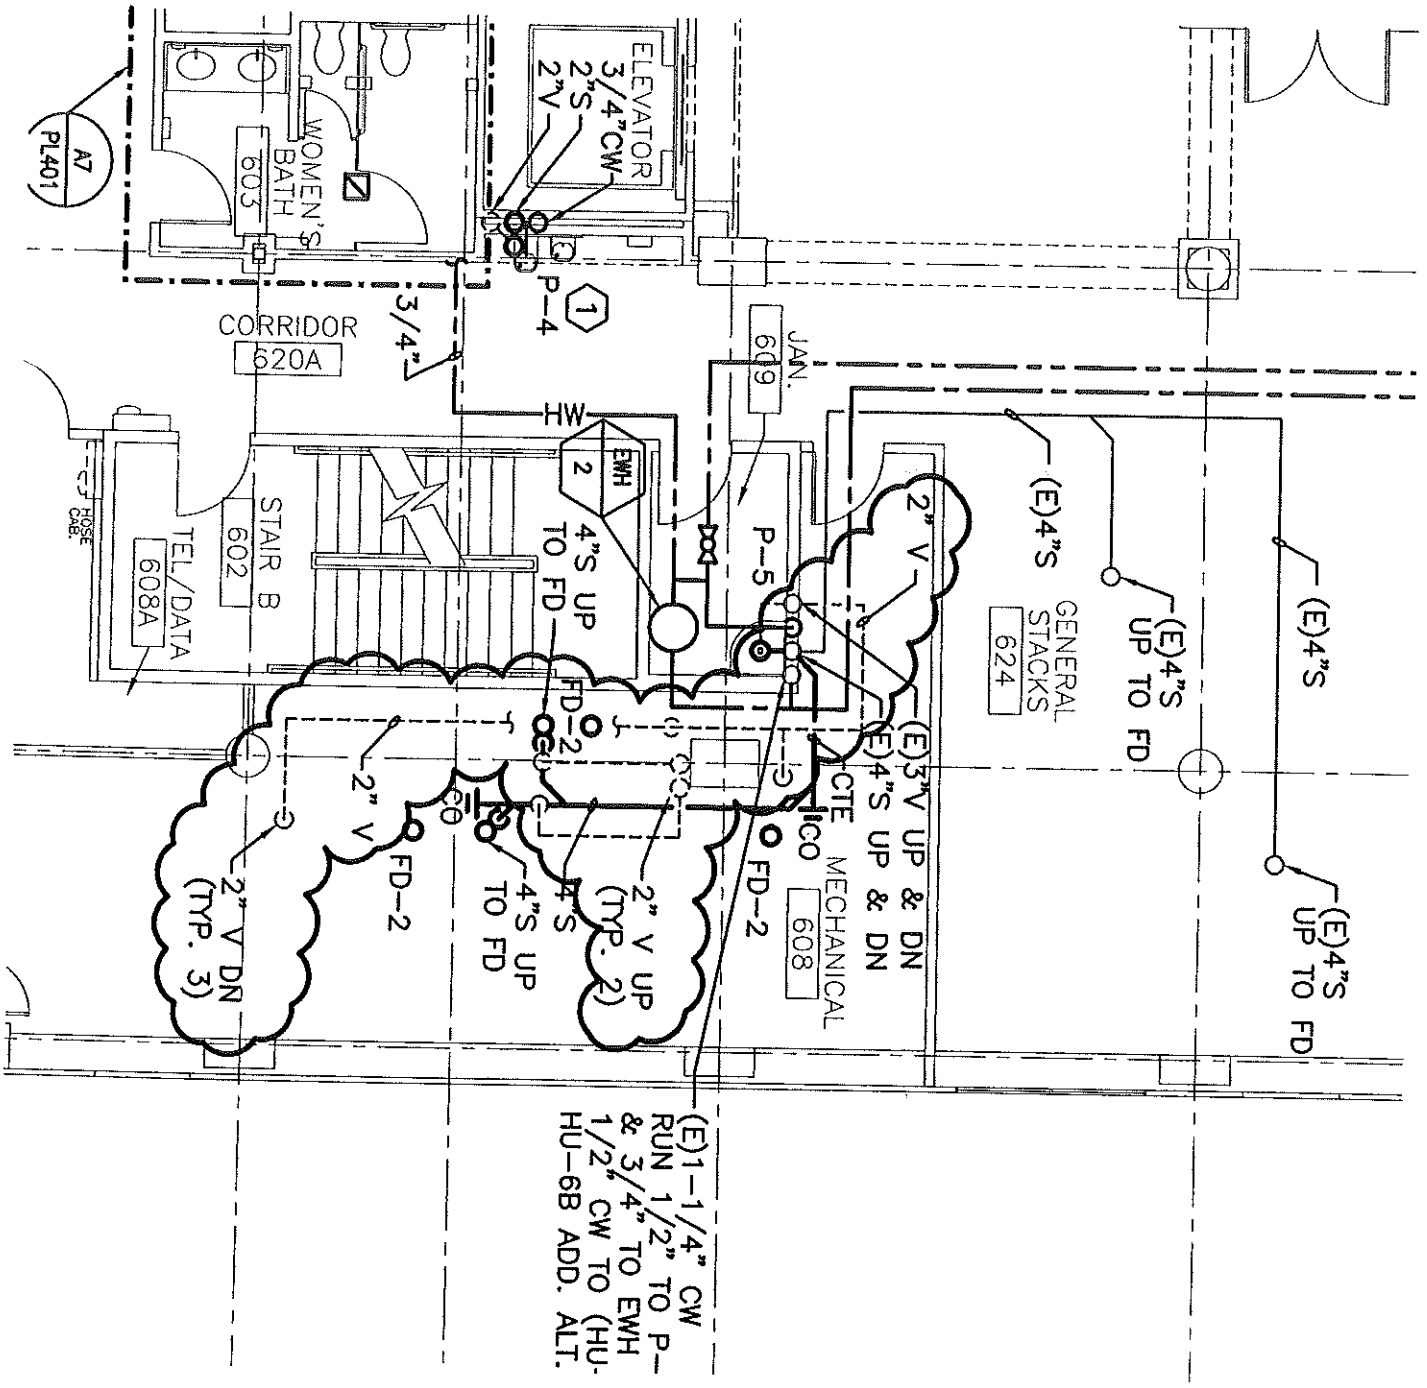 ELEVATOR
3/4"CW
2"S
2"V
WOMEN'S
BATH
603
A7
PL401
P-4
1
3/4"
CORRIDOR
620A
HW
JAN.
609
EWH
2
P-5
2" V
(E)4"S
(E)4"S
UP TO FD
(E)4"S
(E)4"S
UP TO FD
GENERAL
STACKS
624
HOSE
CAB.
STAIR B
602
TEL/DATA
608A
4"S UP
TO FD
FD-2
(E)3"V UP & DN
(E)4"S UP & DN
CTE
CO
MECHANICAL
608
FD-2
2" V
CO
FD-2
4"S
4"S UP
TO FD
2" V UP
(TYP. 2)
2" V DN
(TYP. 3)
(E)1-1/4" CW
RUN 1/2" TO P-
& 3/4" TO EWH
1/2" CW TO (HU-
HU-6B ADD. ALT.